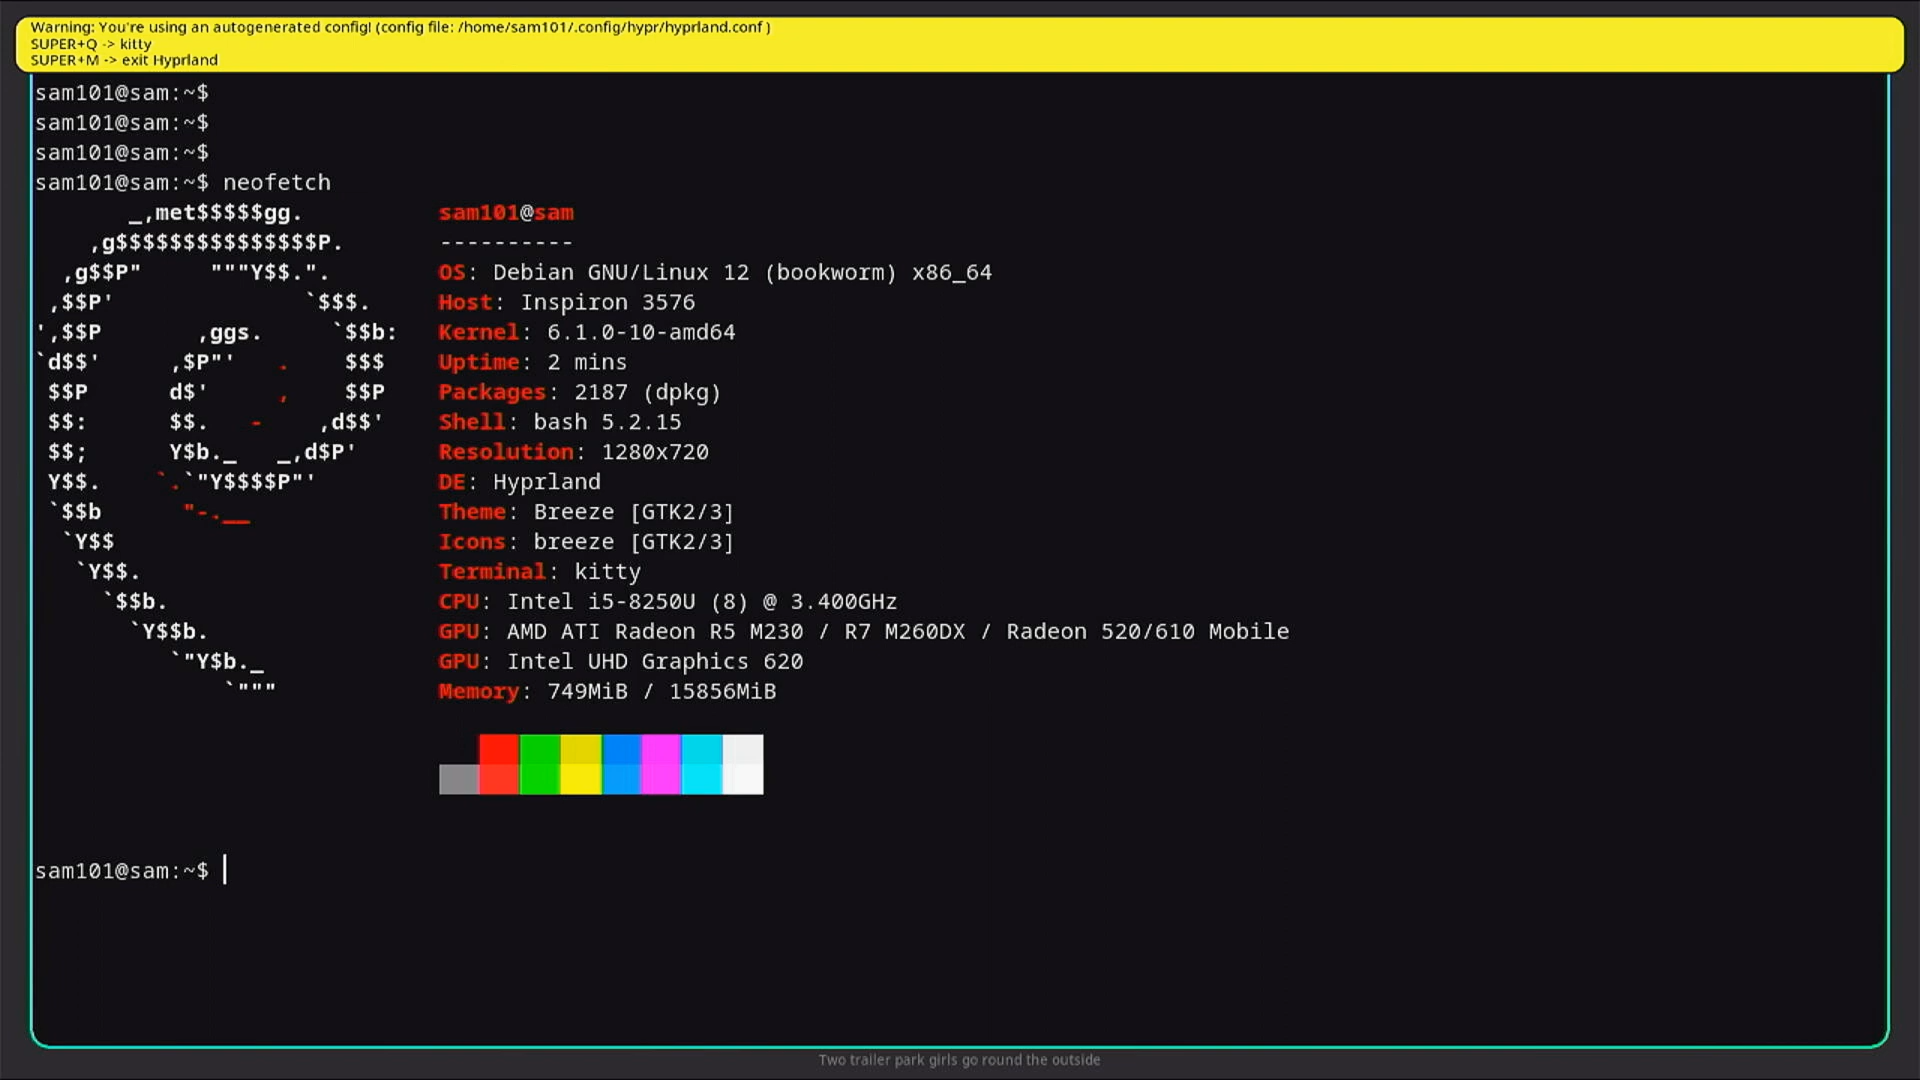 Warning: You're using an autogenerated config! (config file: /home/sam101/.config/hypr/hyprland.conf )
SUPER+Q -> kitty
SUPER+M -> exit Hyprland
sam101@sam:~$
sam101@sam:~$
sam101@sam:~$
sam101@sam:~$ neofetch
       _,met$$$$$gg.          sam101@sam
    ,g$$$$$$$$$$$$$$$P.       ----------
  ,g$$P"     """Y$$.".        OS: Debian GNU/Linux 12 (bookworm) x86_64
 ,$$P'              `$$$.     Host: Inspiron 3576
',$$P       ,ggs.     `$$b:   Kernel: 6.1.0-10-amd64
`d$$'     ,$P"'   .    $$$    Uptime: 2 mins
 $$P      d$'     ,    $$P    Packages: 2187 (dpkg)
 $$:      $$.   -    ,d$$'    Shell: bash 5.2.15
 $$;      Y$b._   _,d$P'      Resolution: 1280x720
 Y$$.    `.`"Y$$$$P"'         DE: Hyprland
 `$$b      "-.__              Theme: Breeze [GTK2/3]
  `Y$$                        Icons: breeze [GTK2/3]
   `Y$$.                      Terminal: kitty
     `$$b.                    CPU: Intel i5-8250U (8) @ 3.400GHz
       `Y$$b.                 GPU: AMD ATI Radeon R5 M230 / R7 M260DX / Radeon 520/610 Mobile
          `"Y$b._             GPU: Intel UHD Graphics 620
              `"""            Memory: 749MiB / 15856MiB
sam101@sam:~$
Two trailer park girls go round the outside